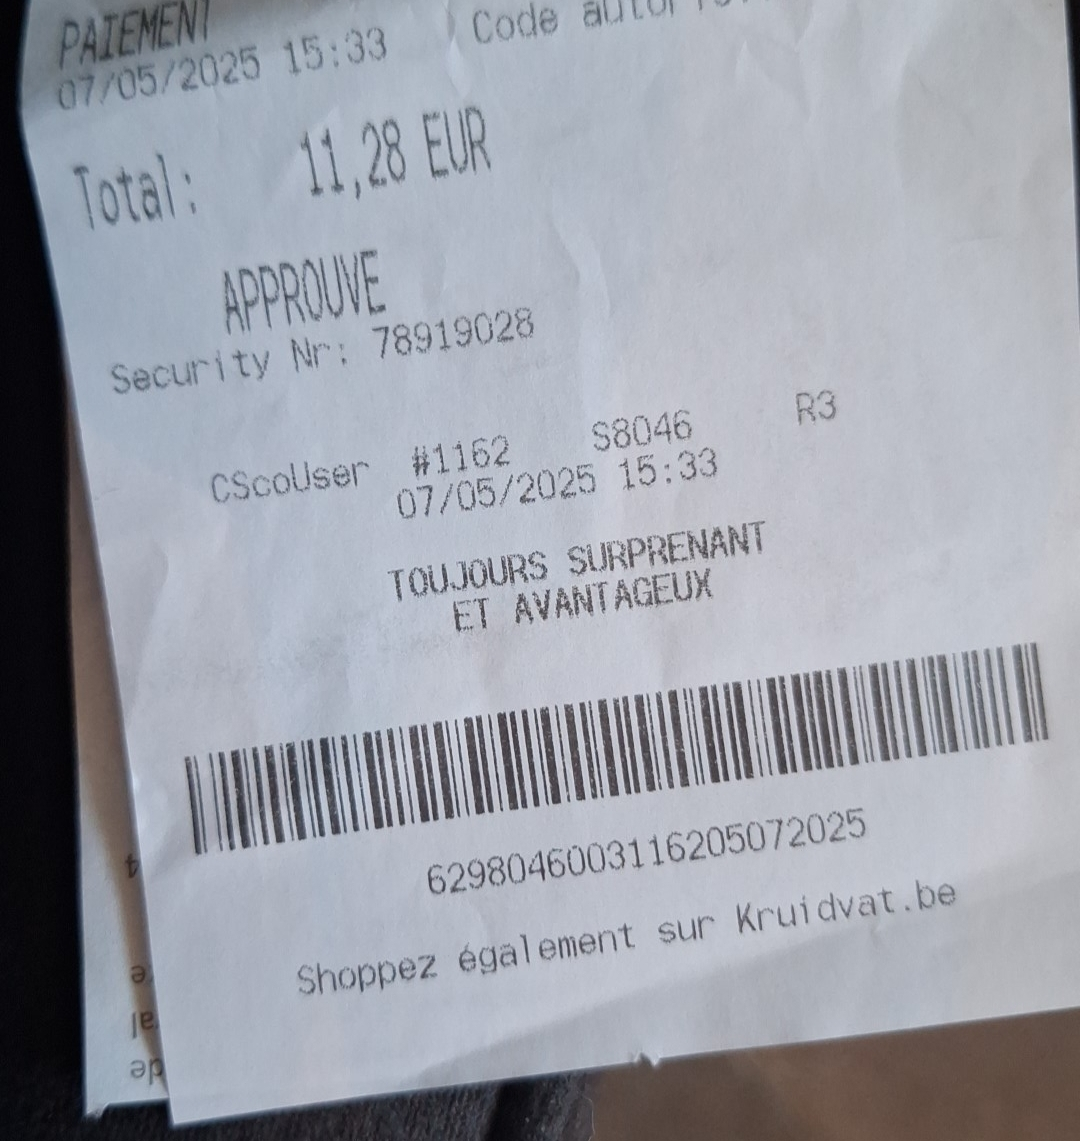 PAIEMENT
07/05/2025 15:33 Code
Total: 11,28 EUR
APPROUVE
Security Nr: 78919028
CScoUser #1162 S8046 R3
07/05/2025 15:33
TOUJOURS SURPRENANT
ET AVANTAGEUX
6298046003116205072025
Shoppez également sur Kruidvat.be